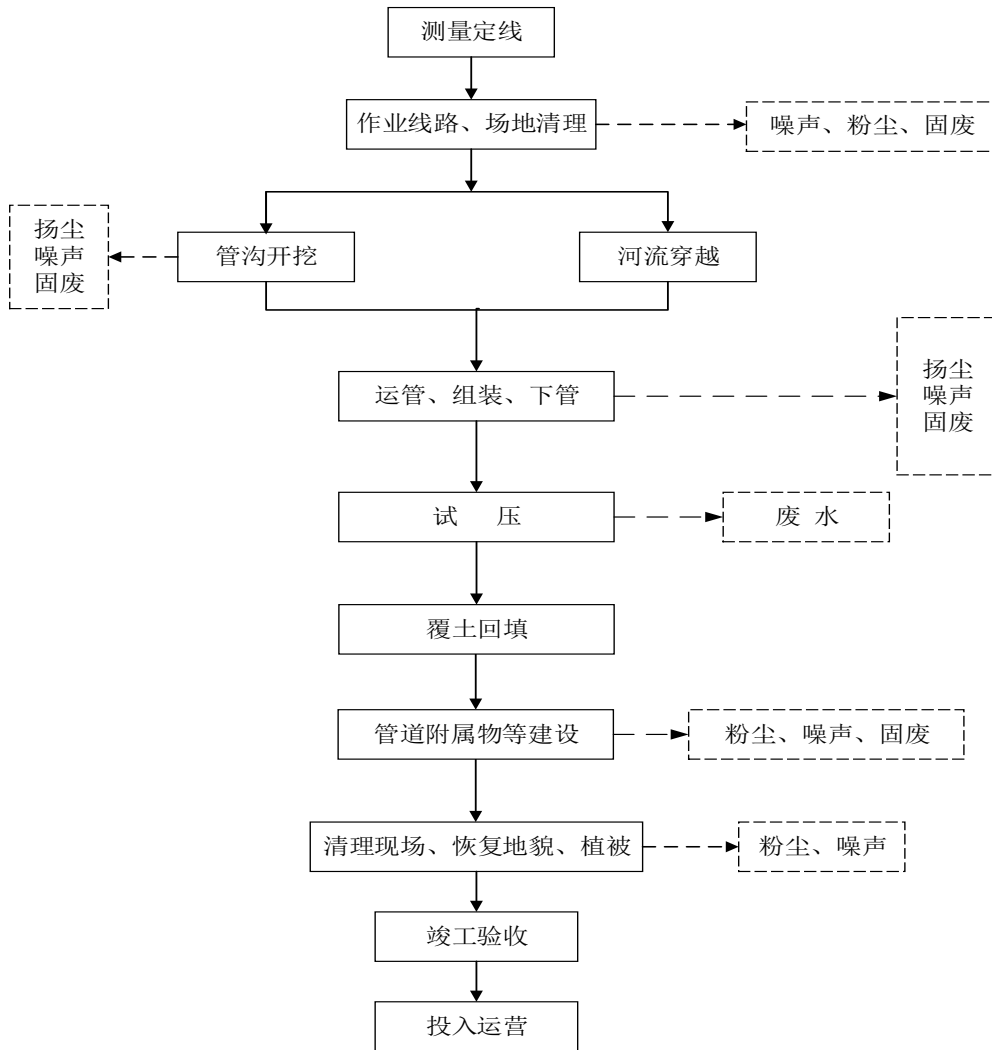 测量定线
作业线路、场地清理
噪声、粉尘、固废
扬尘
噪声
固废
管沟开挖
河流穿越
运管、组装、下管
扬尘
噪声
固废
试 压
废 水
覆土回填
管道附属物等建设
粉尘、噪声、固废
清理现场、恢复地貌、植被
粉尘、噪声
竣工验收
投入运营